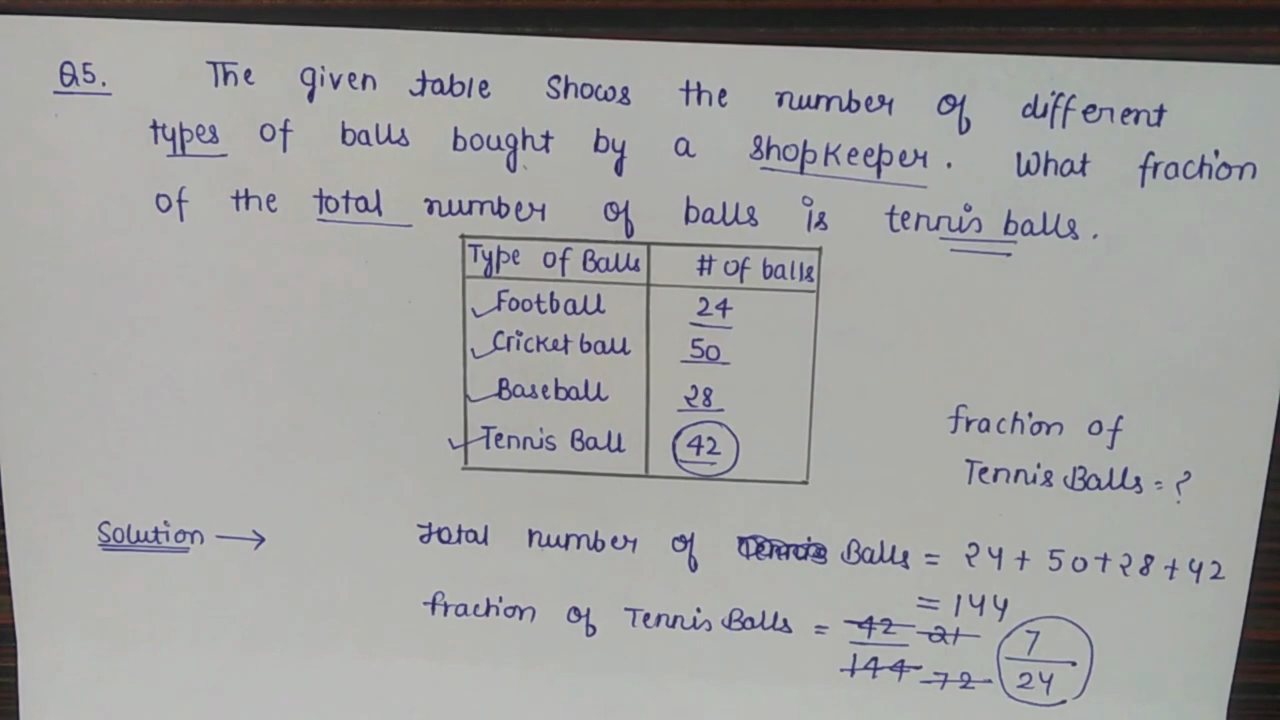 Q5. The given table shows the number of different
types of balls bought by a shopkeeper. What fraction
of the total number of balls is tennis balls.
Type of Balls # of balls
Football 24
Cricket ball 50
Baseball 28
Tennis Ball 42
fraction of
Tennis Balls = ?
Solution → total number of Tennis Balls = 24 + 50 + 28 + 42
= 144
fraction of Tennis Balls = 42/144 21/72 7/24